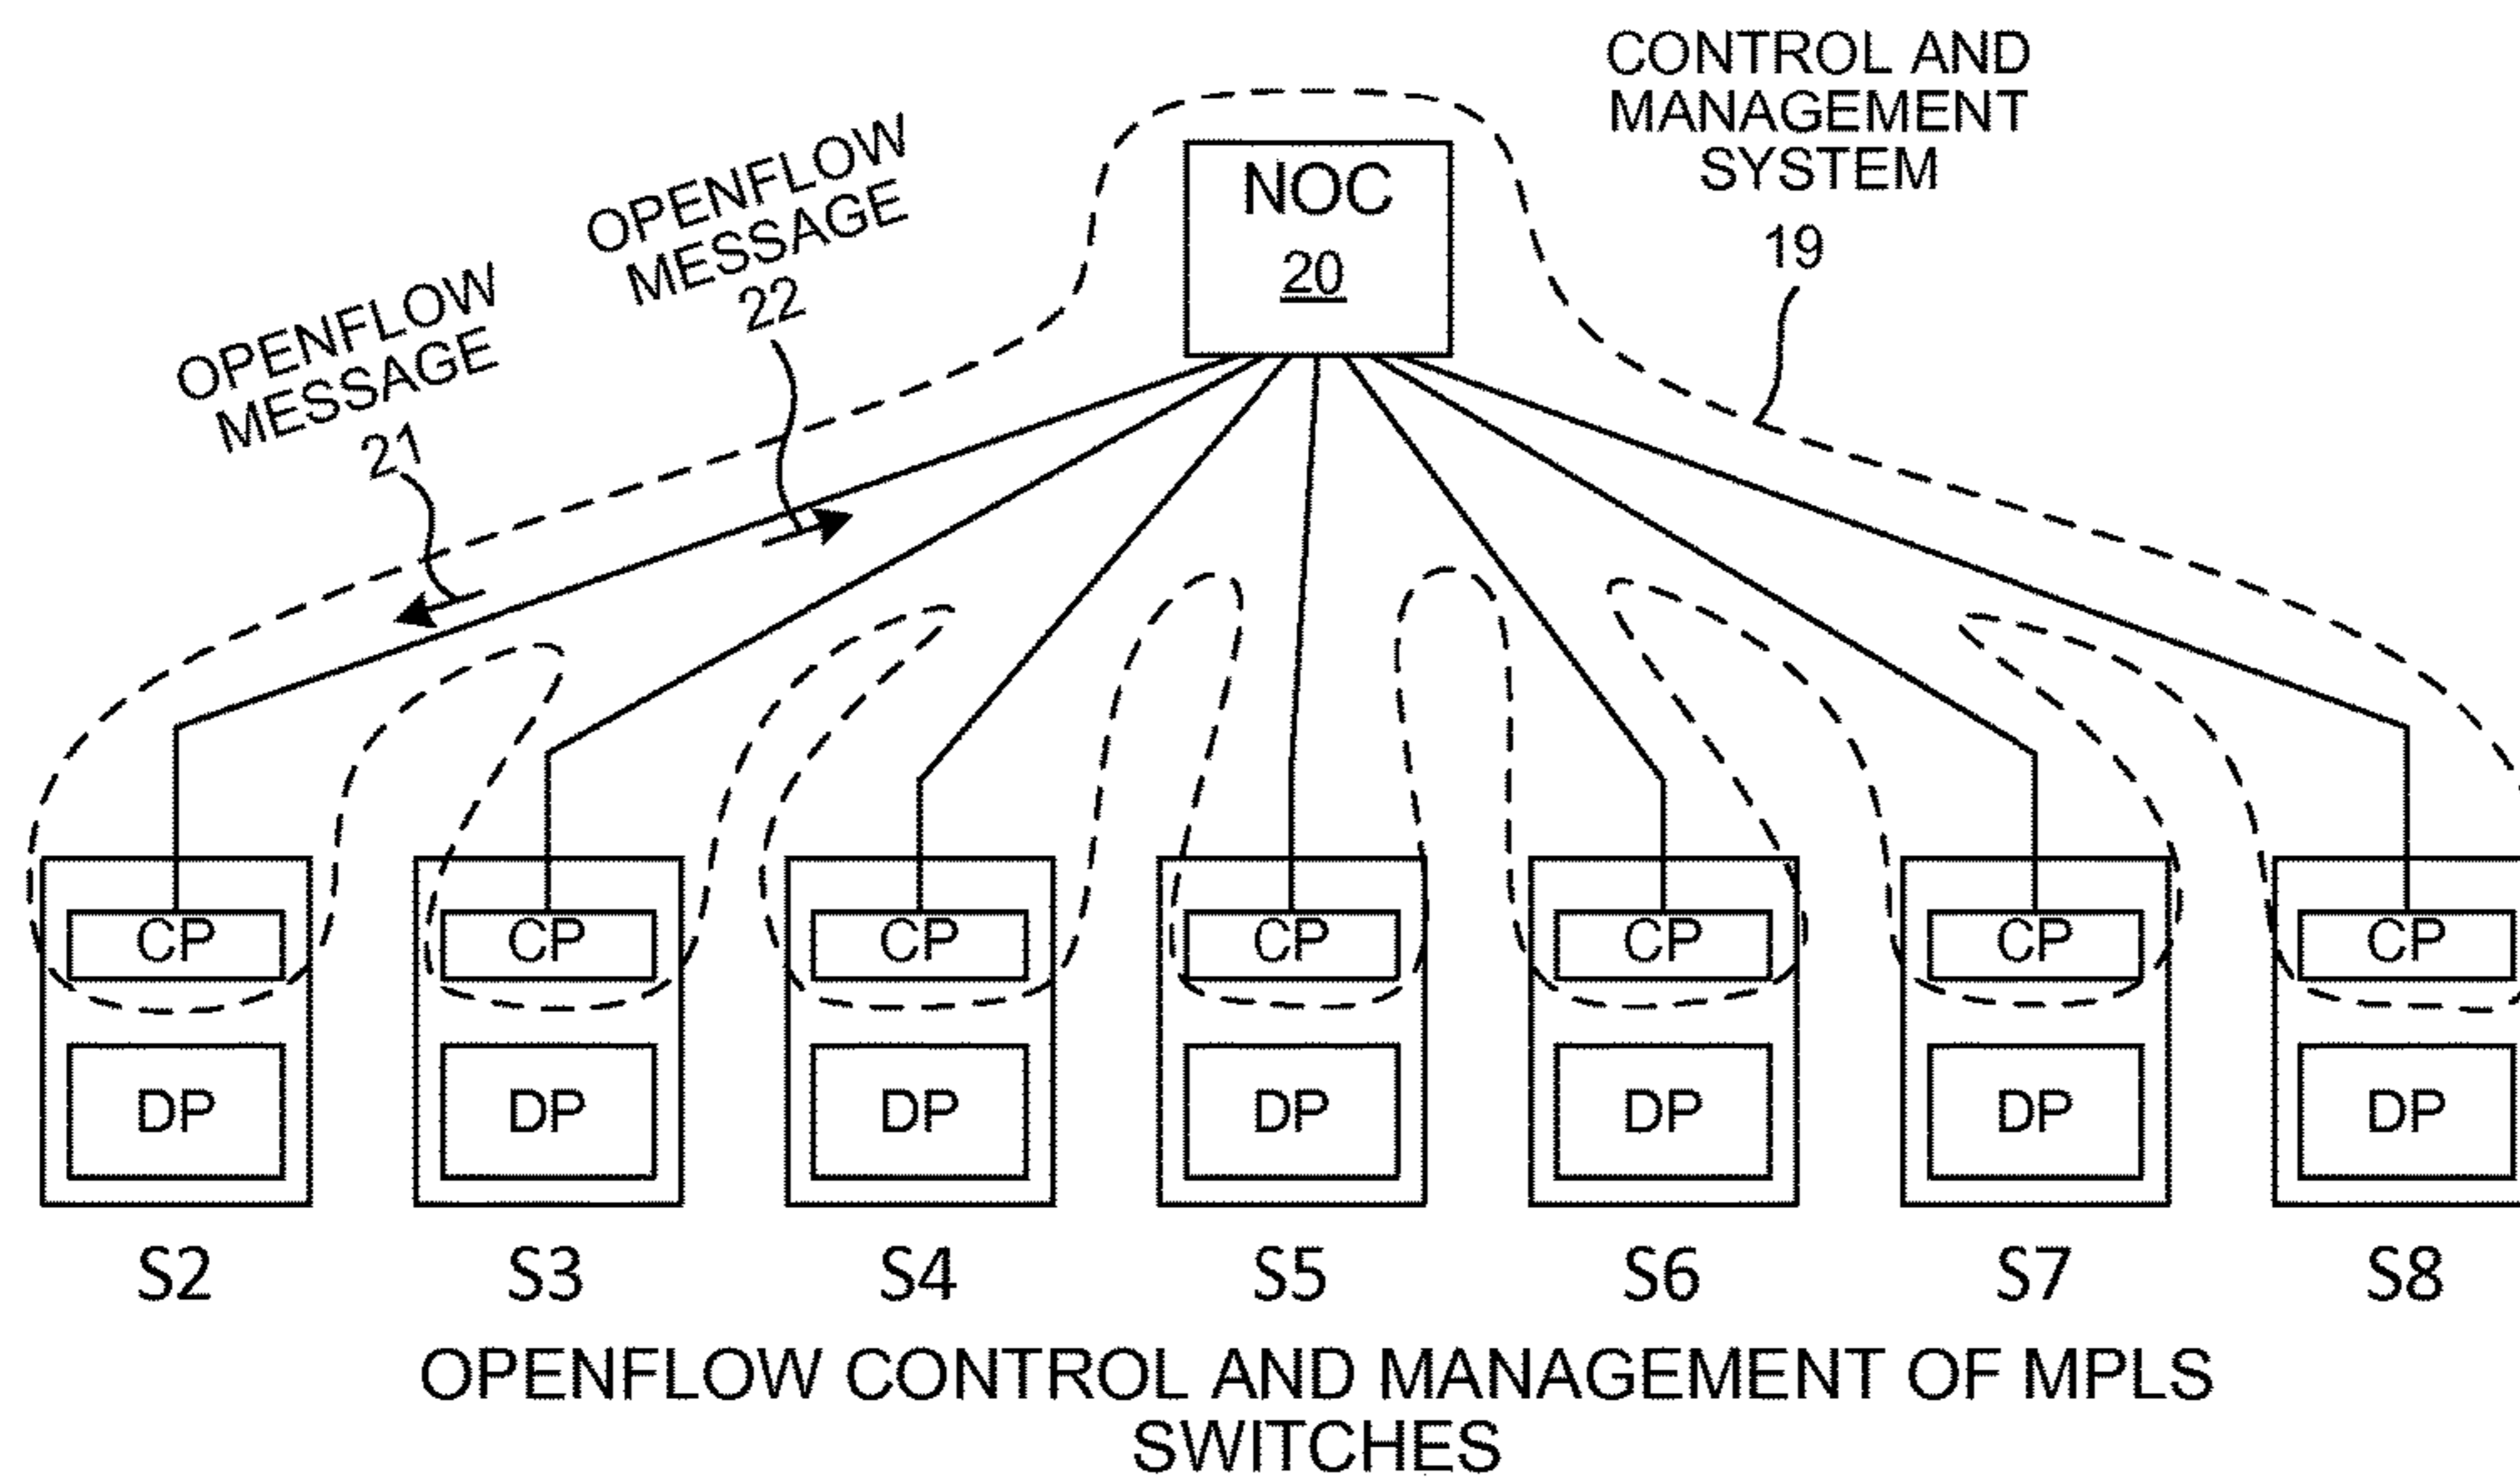 CONTROL AND
MANAGEMENT
SYSTEM
19
NOC
20
OPENFLOW
MESSAGE
22
OPENFLOW
MESSAGE
21
CP CP CP CP CP CP CP
DP DP DP DP DP DP DP
S2 S3 S4 S5 S6 S7 S8
OPENFLOW CONTROL AND MANAGEMENT OF MPLS
SWITCHES